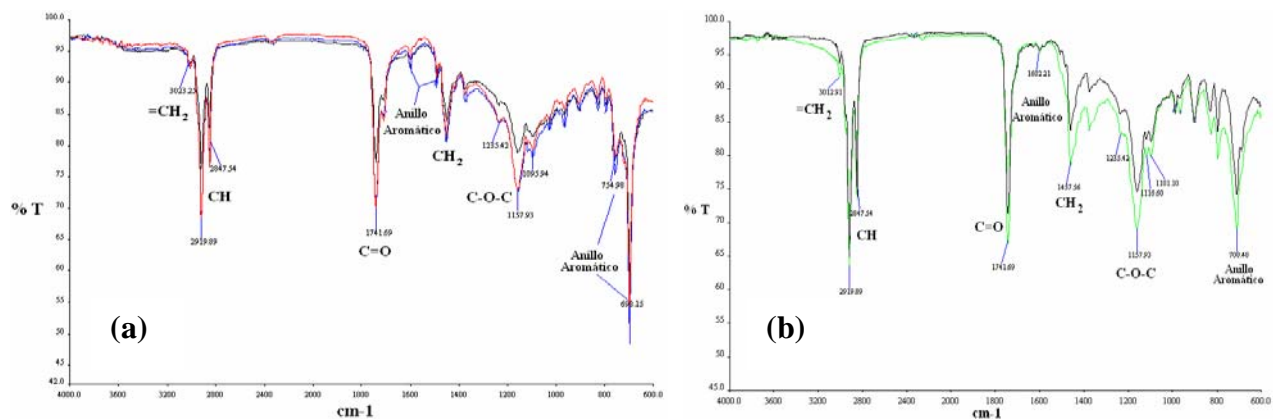 (a)
100.0
95
90
85
80
75
70
65
60
55
50
45
42.0
% T
4000.0 3600 3200 2800 2400 2000 1800 1600 1400 1200 1000 800 600.0
cm-1
3023.23
=CH2
2847.54
CH
2919.89
C=O
1741.69
Anillo
Aromático
CH2
1235.42
1095.94
C-O-C
1157.93
754.98
Anillo
Aromático
(b)
100.0
95
90
85
80
75
70
65
60
55
50
45.0
% T
4000.0 3600 3200 2800 2400 2000 1800 1600 1400 1200 1000 800 600.0
cm-1
3012.91
=CH2
2847.54
CH
2919.89
C=O
1741.69
1602.21
Anillo
Aromático
1457.36
CH2
1235.42
C-O-C
1157.93
Anillo
Aromático